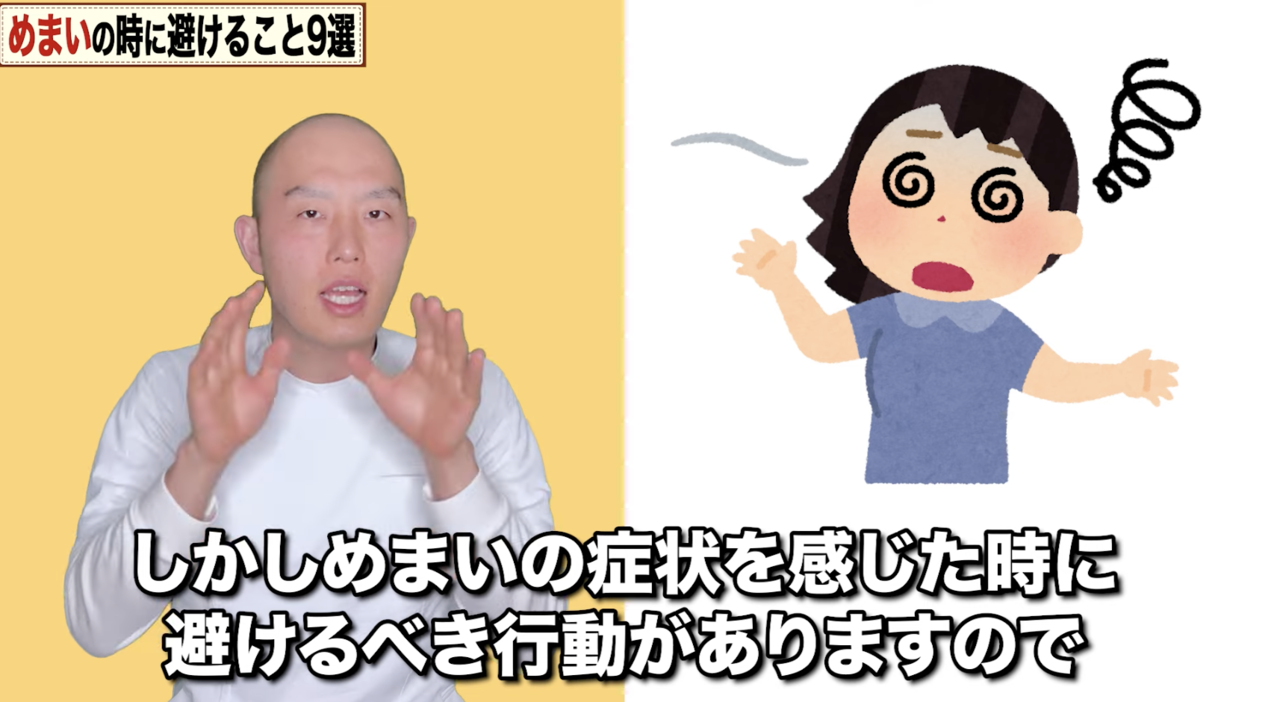 めまいの時に避けること9選
しかしめまいの症状を感じた時に
避けるべき行動がありますので